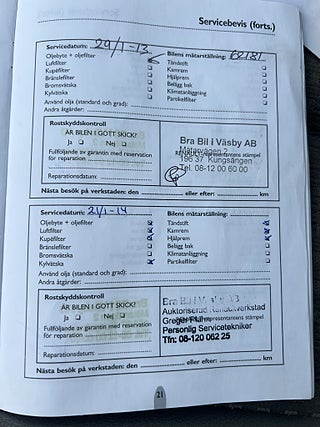 Servicebevis (forts.)
Servicedatum: 29/1-13 Bilens mätarställning: 62181
Oljebyte + oljefilter Tändstift
Luftfilter Kamrem
Kupéfilter Hjälprem
Bränslefilter Belägg bak
Bromsvätska Klimatanläggning
Kylvätska Partikelfilter
Använd olja (standard och grad):
Andra åtgärder:
Rostskyddskontroll
ÄR BILEN I GOTT SKICK?
Ja Nej
Fullföljande av garantin med reservation
för reparation
Reparationsdatum:
Bra Bil i Väsby AB
Mätarvägen 2
196 37 Kungsängen
Tel. 08-12 00 60 00
Nästa besök på verkstaden: den eller efter: km
Servicedatum: 21/1-14 Bilens mätarställning:
Oljebyte + oljefilter Tändstift
Luftfilter Kamrem
Kupéfilter Hjälprem
Bränslefilter Belägg bak
Bromsvätska Klimatanläggning
Kylvätska Partikelfilter
Använd olja (standard och grad):
Andra åtgärder:
Rostskyddskontroll
ÄR BILEN I GOTT SKICK?
Ja Nej
Fullföljande av garantin med reservation
för reparation
Reparationsdatum:
Auktoriserad
Greger
Personlig Servicetekniker
Tfn: 08-120 062 25
Nästa besök på verkstaden: den eller efter: km
21